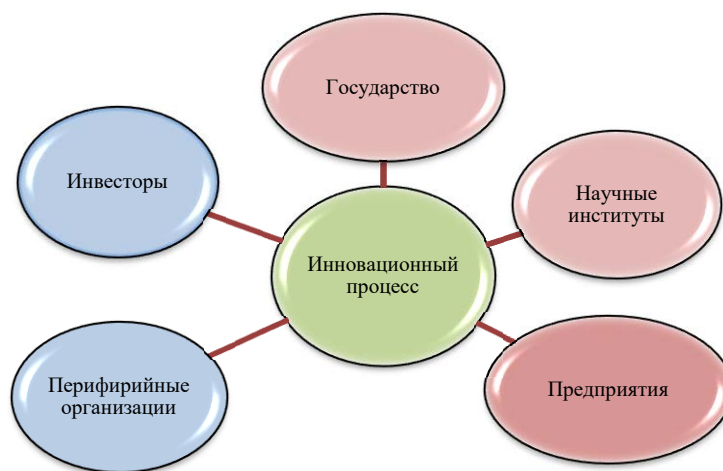 Государство
Инвесторы
Научные
институты
Инновационный
процесс
Перифирийные
организации
Предприятия